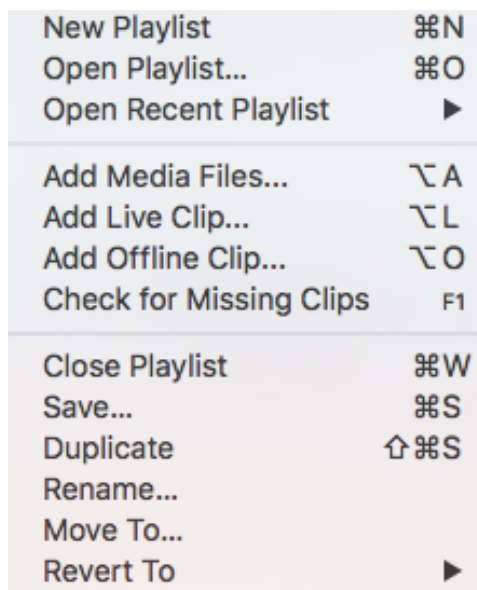 New Playlist ⌘N
Open Playlist... ⌘O
Open Recent Playlist ▶
Add Media Files... ⌥A
Add Live Clip... ⌥L
Add Offline Clip... ⌥O
Check for Missing Clips F1
Close Playlist ⌘W
Save... ⌘S
Duplicate ⇧⌘S
Rename...
Move To...
Revert To ▶